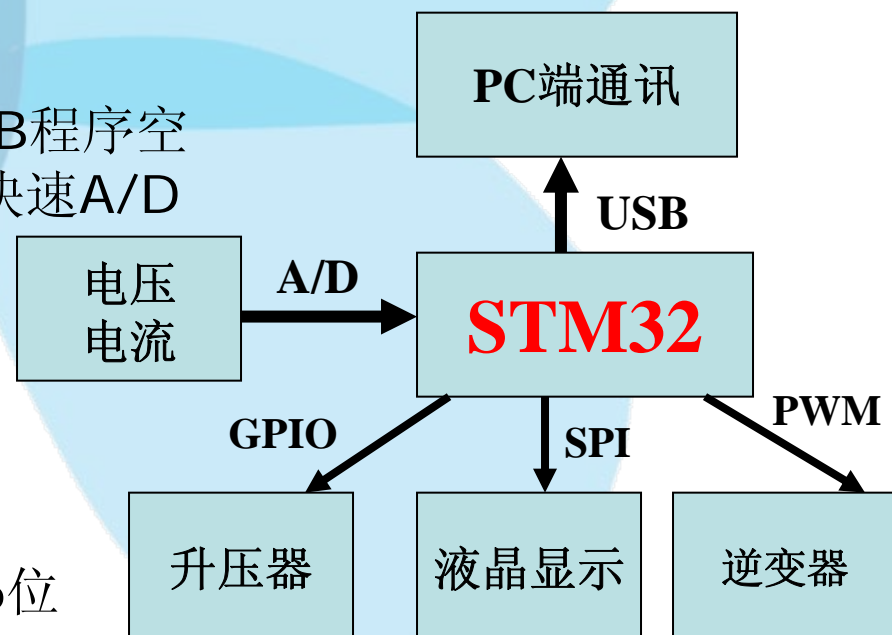 PC端通讯
B程序空
快速A/D
USB
电压
电流
A/D
STM32
GPIO
SPI
PWM
升压器
液晶显示
逆变器
位